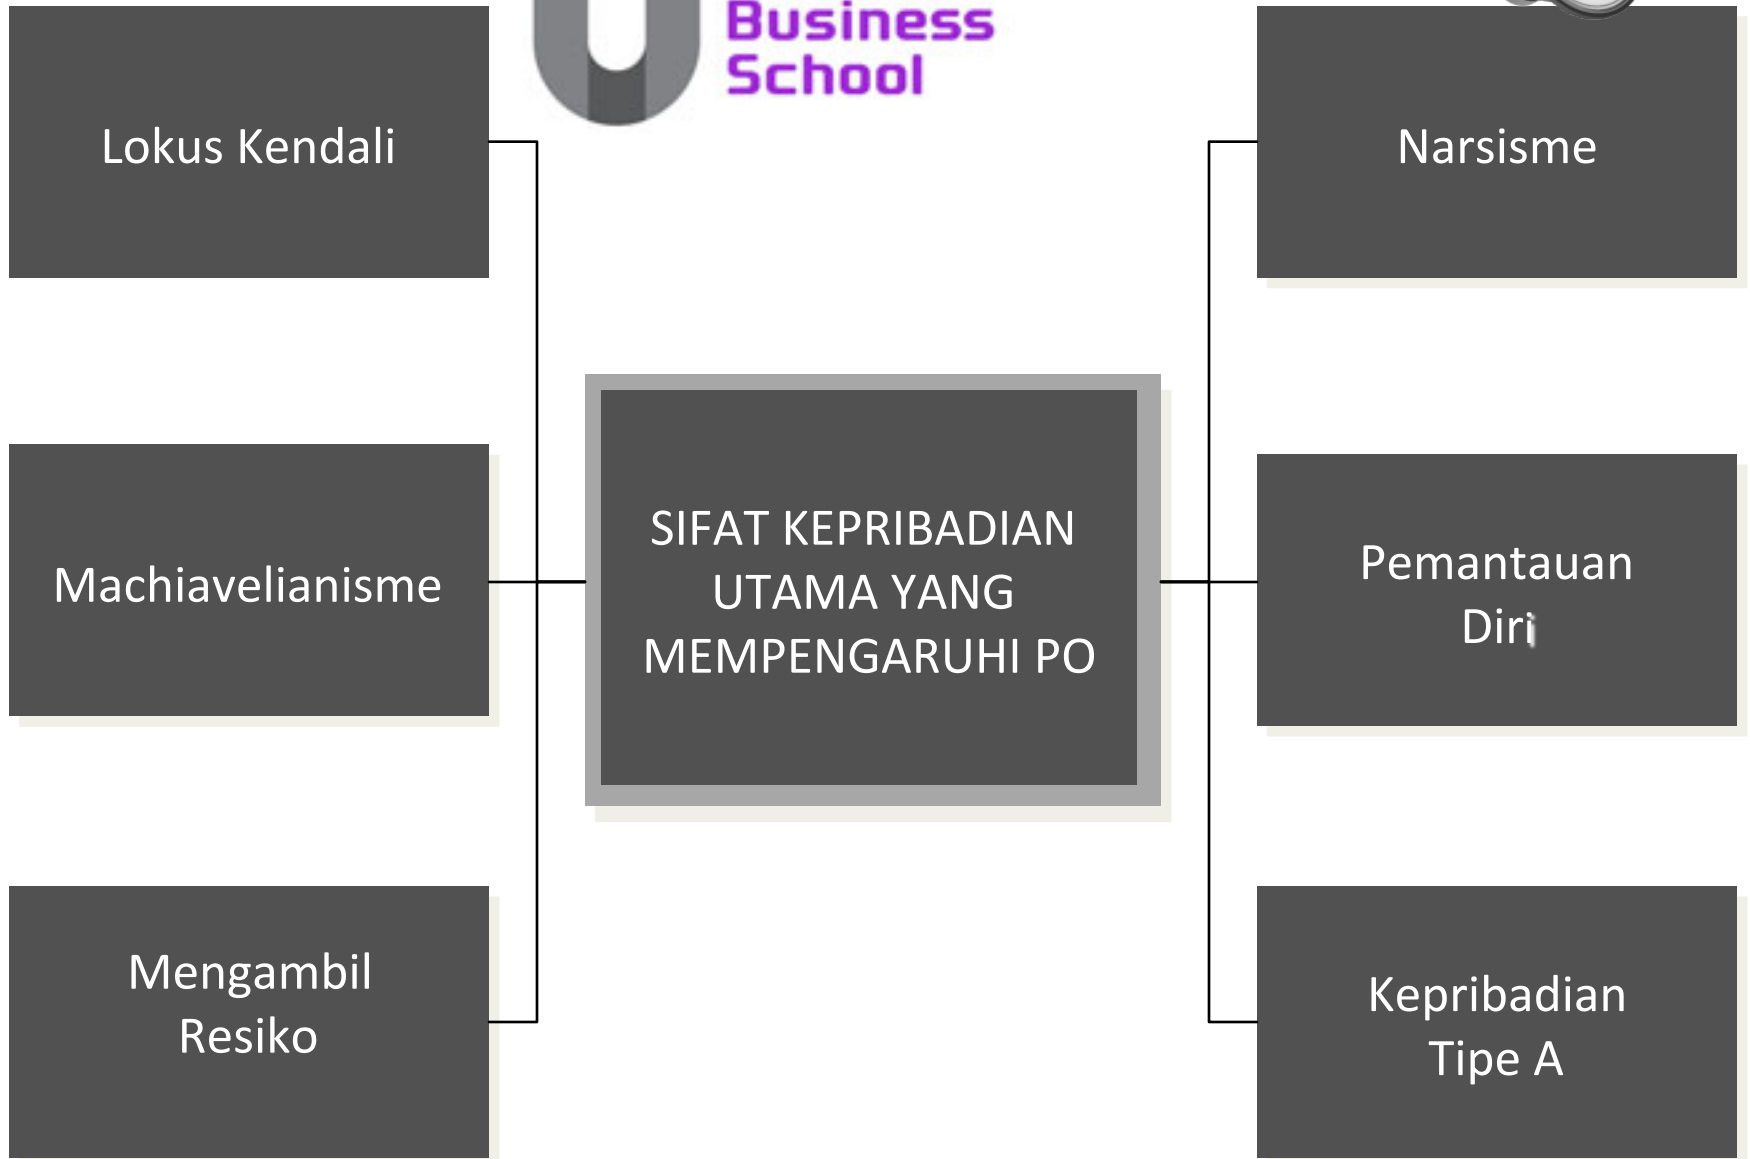 Business
School
Lokus Kendali
Narsisme
Machiavelianisme
SIFAT KEPRIBADIAN
UTAMA YANG
MEMPENGARUHI PO
Pemantauan
Diri
Mengambil
Resiko
Kepribadian
Tipe A